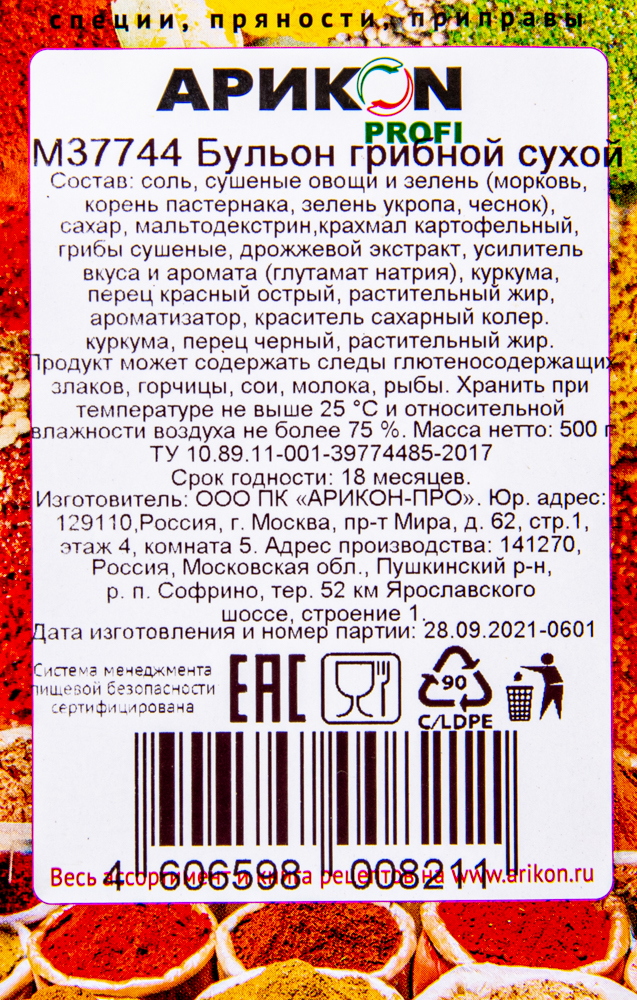 специи, пряности, приправы
АРИКОN
PROFI
М37744 Бульон грибной сухой
Состав: соль, сушеные овощи и зелень (морковь,
корень пастернака, зелень укропа, чеснок),
сахар, мальтодекстрин,крахмал картофельный,
грибы сушеные, дрожжевой экстракт, усилитель
вкуса и аромата (глутамат натрия), куркума,
перец красный острый, растительный жир,
ароматизатор, краситель сахарный колер.
куркума, перец черный, растительный жир.
Продукт может содержать следы глютеносодержащих
злаков, горчицы, сои, молока, рыбы. Хранить при
температуре не выше 25 °С и относительной
влажности воздуха не более 75 %. Масса нетто: 500 г
ТУ 10.89.11-001-39774485-2017
Срок годности: 18 месяцев.
Изготовитель: ООО ПК «АРИКОН-ПРО». Юр. адрес:
129110,Россия, г. Москва, пр-т Мира, д. 62, стр.1,
этаж 4, комната 5. Адрес производства: 141270,
Россия, Московская обл., Пушкинский р-н,
р. п. Софрино, тер. 52 км Ярославского
шоссе, строение 1.
Дата изготовления и номер партии: 28.09.2021-0601
Система менеджмента
пищевой безопасности
сертифицирована
ЕАС
90
C/LDPE
4 606598 008211
Весь ассортимент и книга рецептов на www.arikon.ru